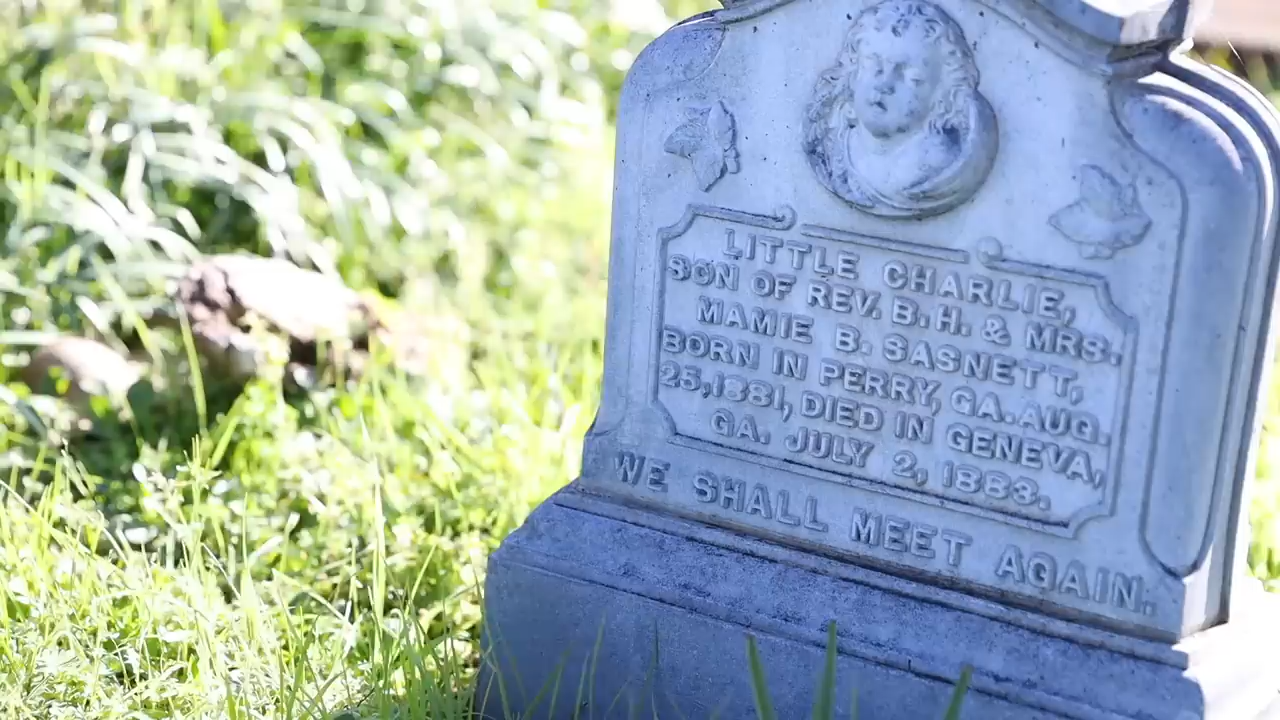 LITTLE CHARLIE,
SON OF REV. B. H. & MRS.
MAMIE B. SASNETT,
BORN IN PERRY, GA. AUG.
25, 1881, DIED IN GENEVA,
GA. JULY 2, 1883.
WE SHALL MEET AGAIN.